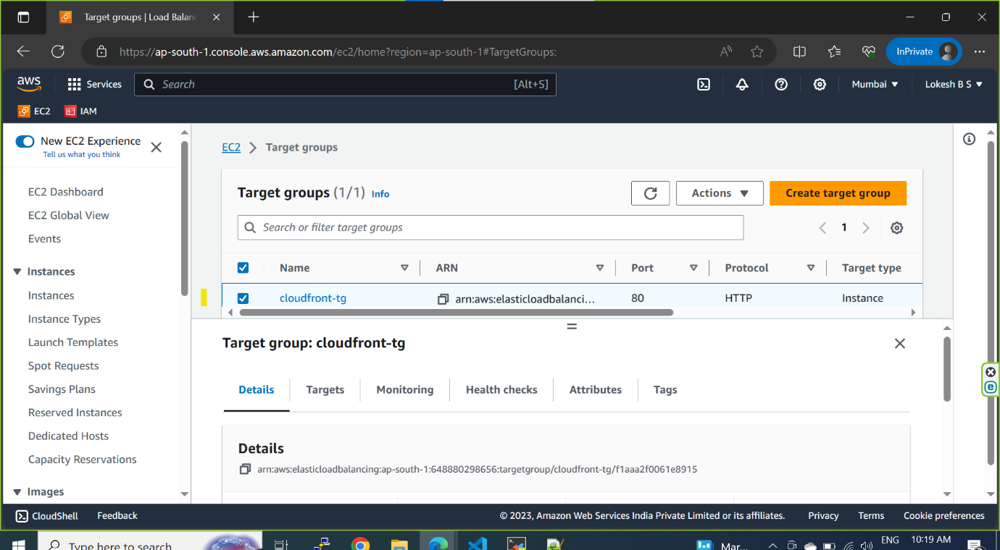 Target groups | Load Balanc
https://ap-south-1.console.aws.amazon.com/ec2/home?region=ap-south-1#TargetGroups:
InPrivate
aws
Services
Search
[Alt+S]
Mumbai
Lokesh B S
EC2
IAM
New EC2 Experience
Tell us what you think
EC2 Dashboard
EC2 Global View
Events
Instances
Instances
Instance Types
Launch Templates
Spot Requests
Savings Plans
Reserved Instances
Dedicated Hosts
Capacity Reservations
Images
EC2 > Target groups
Target groups (1/1) Info
Actions
Create target group
Search or filter target groups
1
Name ARN Port Protocol Target type
cloudfront-tg arn:aws:elasticloadbalanci... 80 HTTP Instance
Target group: cloudfront-tg
Details Targets Monitoring Health checks Attributes Tags
Details
arn:aws:elasticloadbalancing:ap-south-1:648880298656:targetgroup/cloudfront-tg/f1aaa2f0061e8915
CloudShell Feedback © 2023, Amazon Web Services India Private Limited or its affiliates. Privacy Terms Cookie preferences
Type here to search
Mar...
ENG
10:19 AM